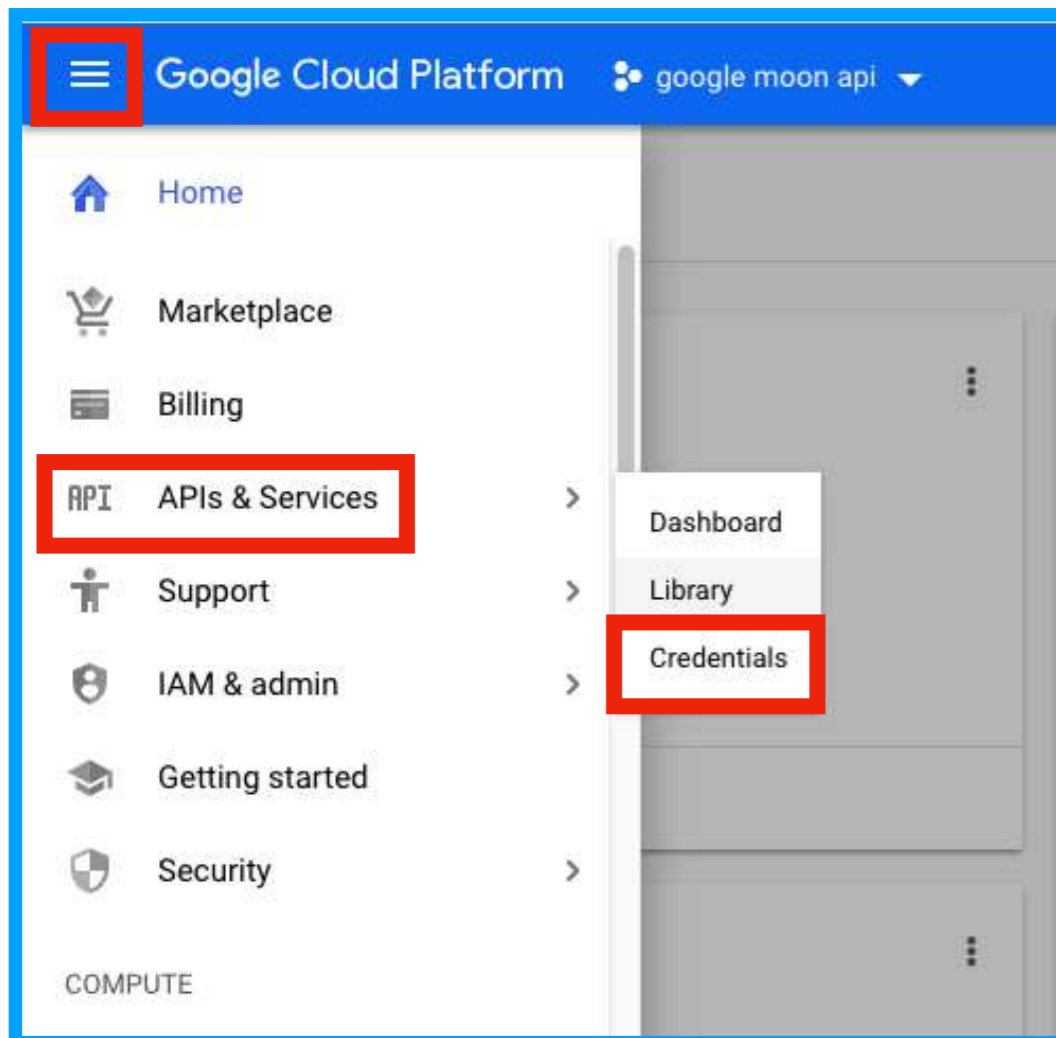 Google Cloud Platform google moon api
Home
Marketplace
Billing
API APIs & Services
Dashboard
Support
Library
Credentials
IAM & admin
Getting started
Security
COMPUTE